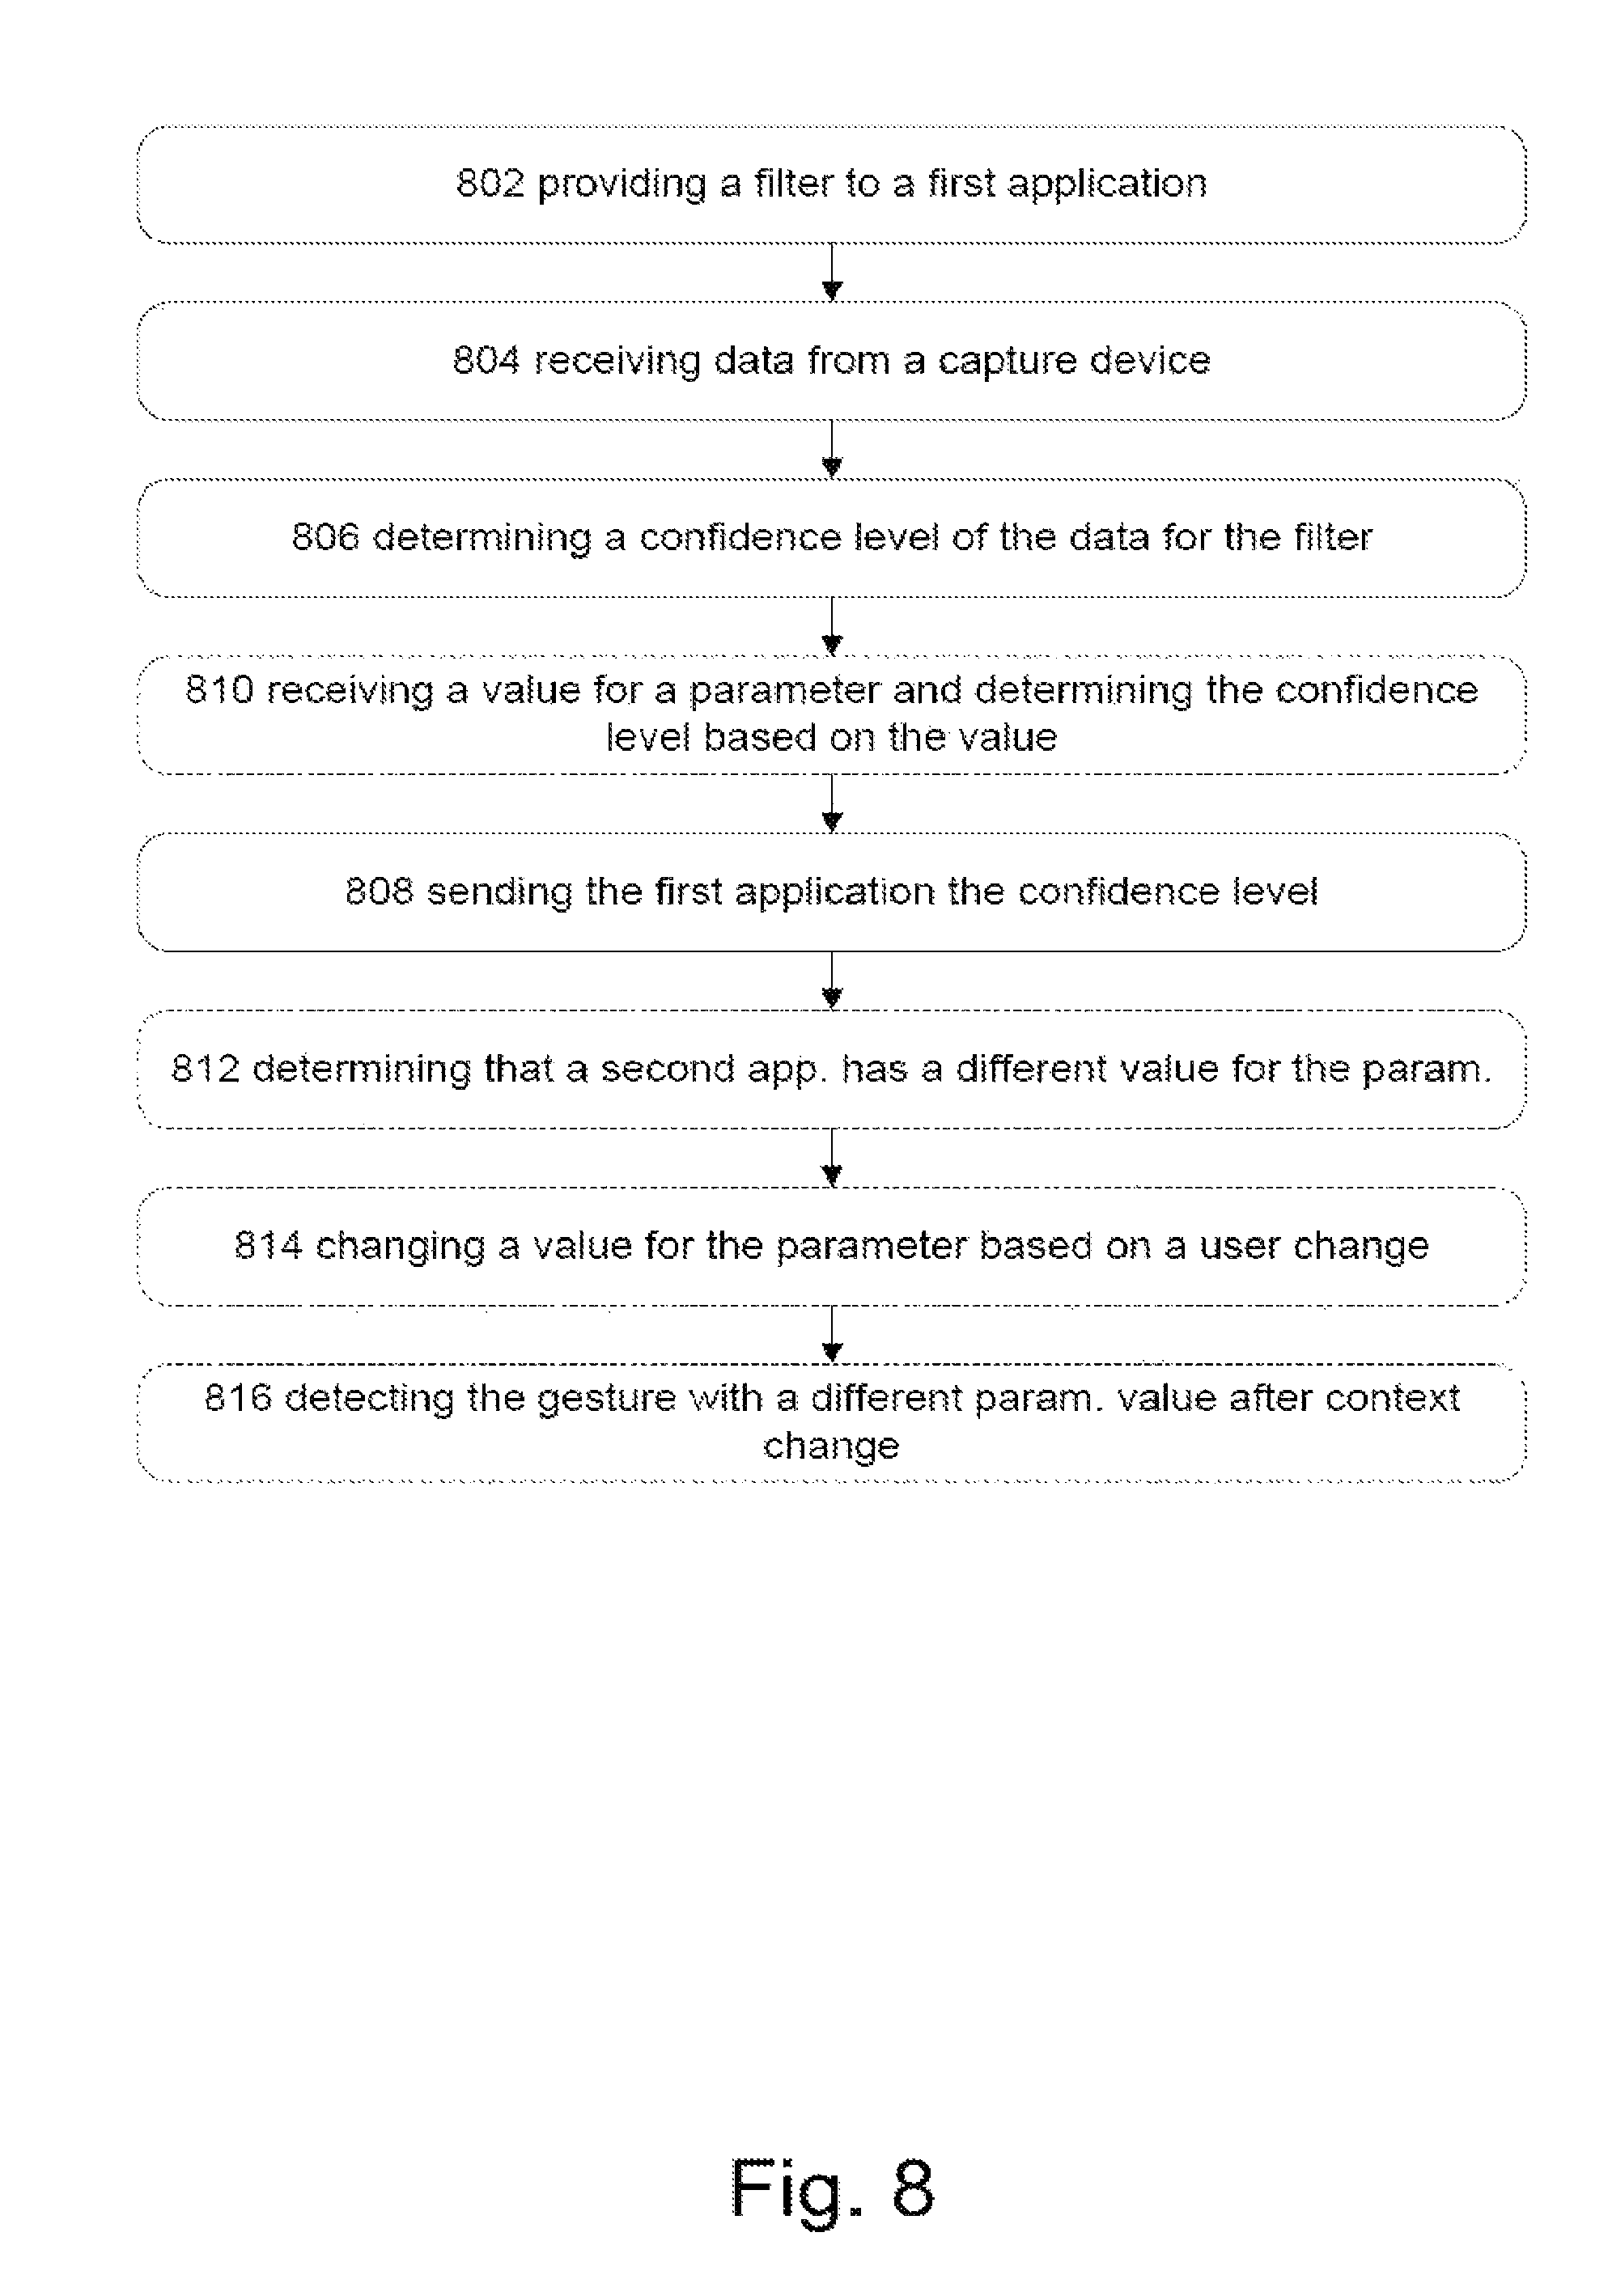 802 providing a filter to a first application
804 receiving data from a capture device
806 determining a confidence level of the data for the filter
810 receiving a value for a parameter and determining the confidence
level based on the value
808 sending the first application the confidence level
812 determining that a second app. has a different value for the param.
814 changing a value for the parameter based on a user change
816 detecting the gesture with a different param. value after context
change
Fig. 8